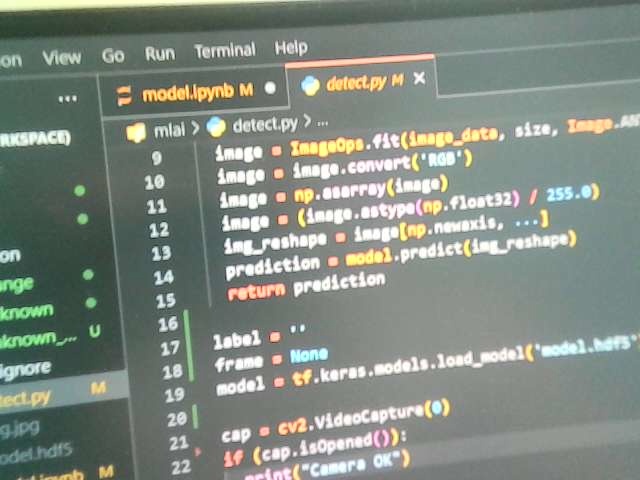 on View Go Run Terminal Help
... model.ipynb M detect.py M
RKSPACE) mlai > detect.py > ...
9 image = ImageOps.fit(image_data, size, Image.AN
10 image = image.convert('RGB')
11 image = np.asarray(image)
12 image = (image.astype(np.float32) / 255.0)
13 img_reshape = image[np.newaxis, ...]
14 prediction = model.predict(img_reshape)
15 return prediction
16
17 label = ''
18 frame = None
19 model = tf.keras.models.load_model('model.hdf5'
20
21 cap = cv2.VideoCapture(0)
22 if (cap.isOpened()):
print("Camera OK")
on
ange
nknown
known_... U
ignore
tect.py M
g.jpg
odel.hdf5
del.ipynb M